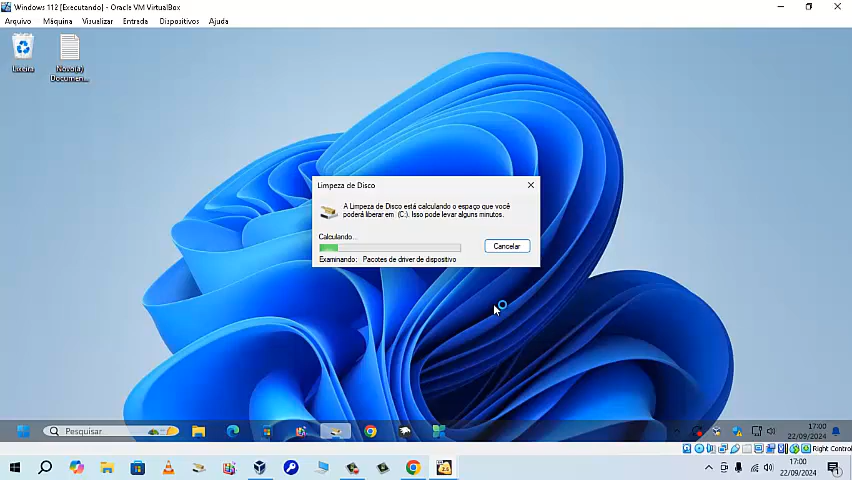 Windows 112 [Executando] - Oracle VM VirtualBox
Arquivo Máquina Visualizar Entrada Dispositivos Ajuda
Lixeira
Novo(a)
Documen...
Limpeza de Disco
A Limpeza de Disco está calculando o espaço que você
poderá liberar em (C:). Isso pode levar alguns minutos.
Calculando...
Cancelar
Examinando: Pacotes de driver de dispositivo
Pesquisar
17:00
22/09/2024
Right Control
17:00
22/09/2024